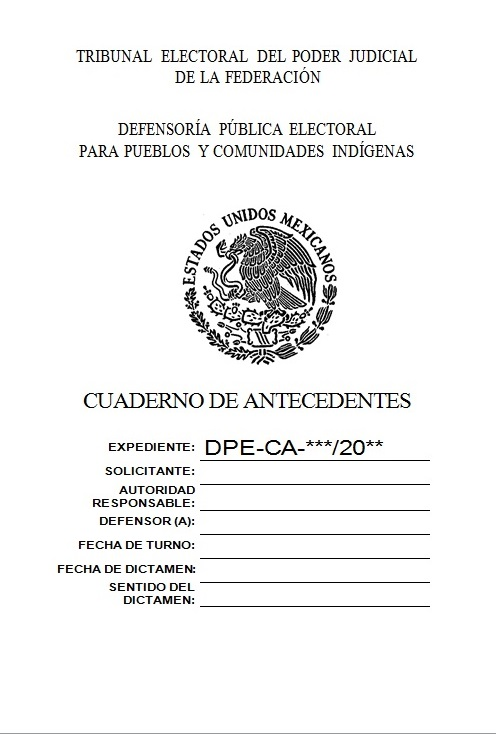 TRIBUNAL ELECTORAL DEL PODER JUDICIAL
DE LA FEDERACIÓN
DEFENSORÍA PÚBLICA ELECTORAL
PARA PUEBLOS Y COMUNIDADES INDÍGENAS
ESTADOS UNIDOS MEXICANOS
CUADERNO DE ANTECEDENTES
EXPEDIENTE: DPE-CA-***/20**
SOLICITANTE:
AUTORIDAD
RESPONSABLE:
DEFENSOR (A):
FECHA DE TURNO:
FECHA DE DICTAMEN:
SENTIDO DEL
DICTAMEN: